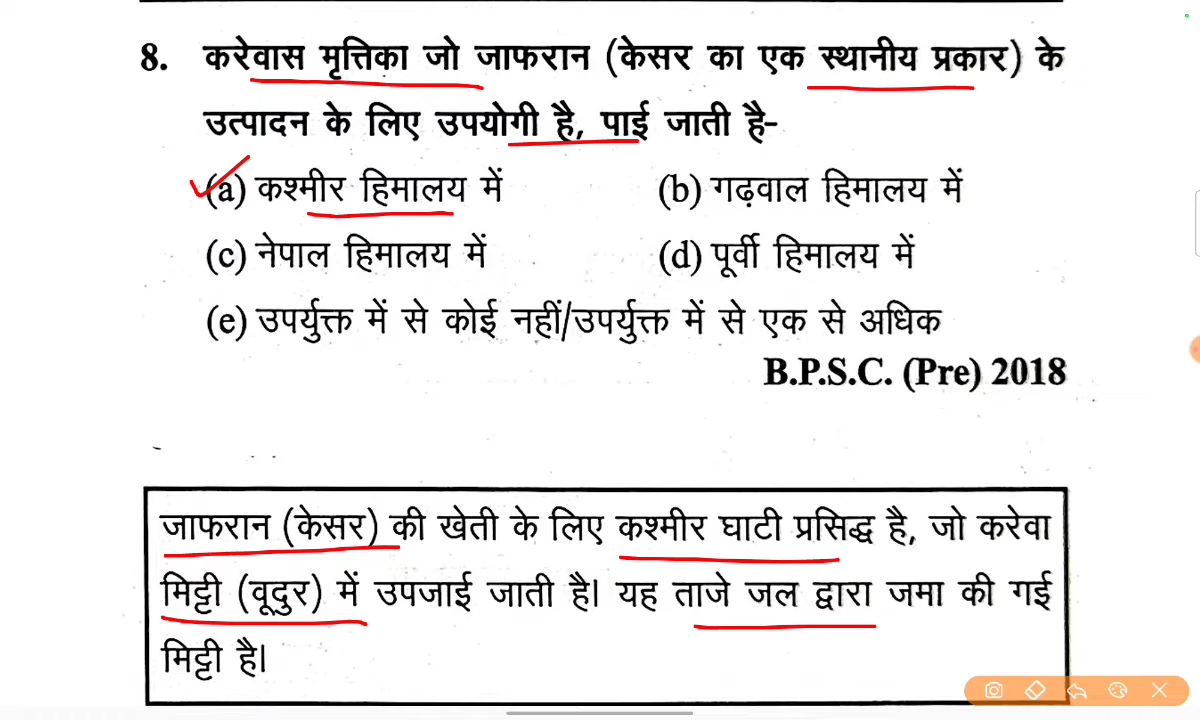 8. करेवास मृत्तिका जो जाफरान (केसर का एक स्थानीय प्रकार) के
उत्पादन के लिए उपयोगी है, पाई जाती है-
(a) कश्मीर हिमालय में (b) गढ़वाल हिमालय में
(c) नेपाल हिमालय में (d) पूर्वी हिमालय में
(e) उपर्युक्त में से कोई नहीं/उपर्युक्त में से एक से अधिक
B.P.S.C. (Pre) 2018
जाफरान (केसर) की खेती के लिए कश्मीर घाटी प्रसिद्ध है, जो करेवा
मिट्टी (वूदुर) में उपजाई जाती है। यह ताजे जल द्वारा जमा की गई
मिट्टी है।